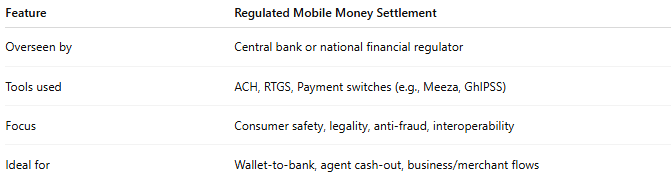 Feature Regulated Mobile Money Settlement
Overseen by Central bank or national financial regulator
Tools used ACH, RTGS, Payment switches (e.g., Meeza, GhIPSS)
Focus Consumer safety, legality, anti-fraud, interoperability
Ideal for Wallet-to-bank, agent cash-out, business/merchant flows